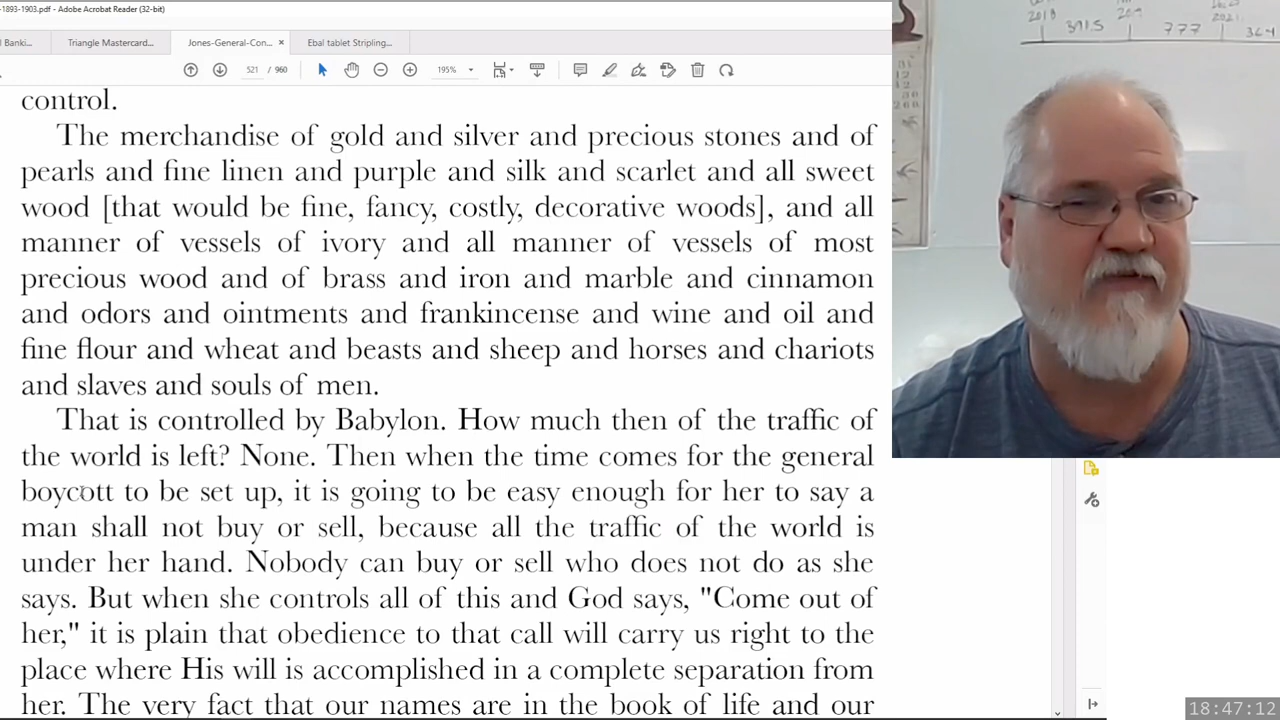 -1893-1903.pdf - Adobe Acrobat Reader (32-bit)
l Banki... Triangle Mastercard... Jones-General-Con... × Ebal tablet Stripling...
521 / 960 195%
control.
The merchandise of gold and silver and precious stones and of
pearls and fine linen and purple and silk and scarlet and all sweet
wood [that would be fine, fancy, costly, decorative woods], and all
manner of vessels of ivory and all manner of vessels of most
precious wood and of brass and iron and marble and cinnamon
and odors and ointments and frankincense and wine and oil and
fine flour and wheat and beasts and sheep and horses and chariots
and slaves and souls of men.
That is controlled by Babylon. How much then of the traffic of
the world is left? None. Then when the time comes for the general
boycott to be set up, it is going to be easy enough for her to say a
man shall not buy or sell, because all the traffic of the world is
under her hand. Nobody can buy or sell who does not do as she
says. But when she controls all of this and God says, "Come out of
her," it is plain that obedience to that call will carry us right to the
place where His will is accomplished in a complete separation from
her. The very fact that our names are in the book of life and our
2018
777
364
18:47:12